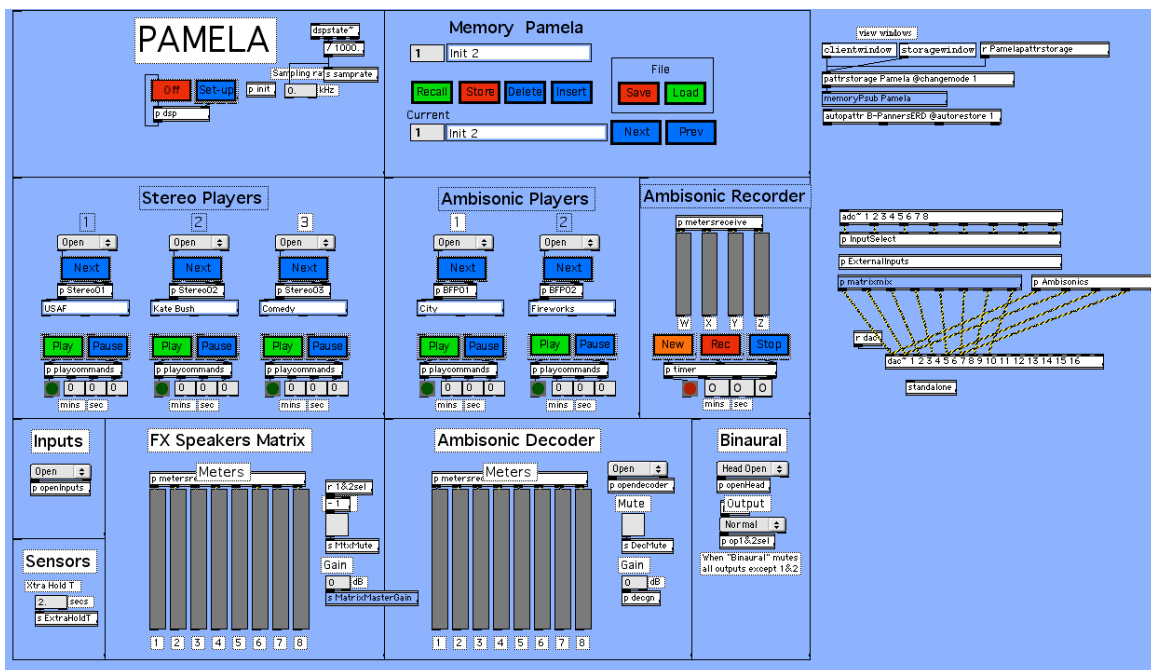 PAMELA
dspstate~
/ 1000.
Sampling ra
s samprate
Off
Set-up
p init
0.
kHz
p dsp
Memory Pamela
1
Init 2
Recall
Store
Delete
Insert
File
Save
Load
Current
1
Init 2
Next
Prev
view windows
clientwindow
storagewindow
r Pamelapattrstorage
pattrstorage Pamela @changemode 1
memoryPsub Pamela
autopattr B-PannersERD @autorestore 1
Stereo Players
1
2
3
Open
Open
Open
Next
Next
Next
p Stereo01
p Stereo02
p Stereo03
USAF
Kate Bush
Comedy
Play
Pause
Play
Pause
Play
Pause
p playcommands
p playcommands
p playcommands
0 0 0
0 0 0
0 0 0
mins sec
mins sec
mins sec
Ambisonic Players
1
2
Open
Open
Next
Next
p BFP01
p BFP02
City
Fireworks
Play
Pause
Play
Pause
p playcommands
p playcommands
0 0 0
0 0 0
mins sec
mins sec
Ambisonic Recorder
p metersreceive
W X Y Z
New
Rec
Stop
p timer
0 0 0
mins sec
adc~ 1 2 3 4 5 6 7 8
p InputSelect
p ExternalInputs
p matrixmix
p Ambisonics
r dac
dac~ 1 2 3 4 5 6 7 8 9 10 11 12 13 14 15 16
standalone
Inputs
Open
p openInputs
Sensors
Xtra Hold T
2.
secs
s ExtraHoldT
FX Speakers Matrix
Meters
p metersrec
1 2 3 4 5 6 7 8
r 1&2sel
- 1
s MtxMute
Gain
0
dB
s MatrixMasterGain
Ambisonic Decoder
Meters
p metersrec
1 2 3 4 5 6 7 8
Open
p opendecoder
Mute
s DecMute
Gain
0
dB
p decgn
Binaural
Head Open
p openHead
Output
Normal
p op1&2sel
When "Binaural" mutes
all outputs except 1&2